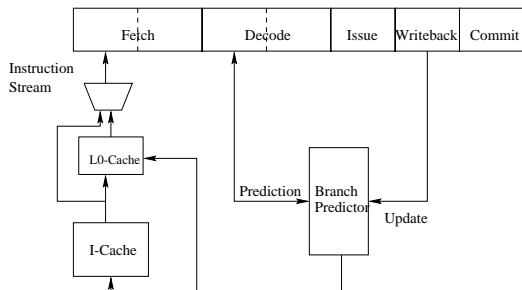 Fetch Decode Issue Writeback Commit
Instruction
Stream
L0-Cache
Prediction Branch
Predictor
Update
I-Cache